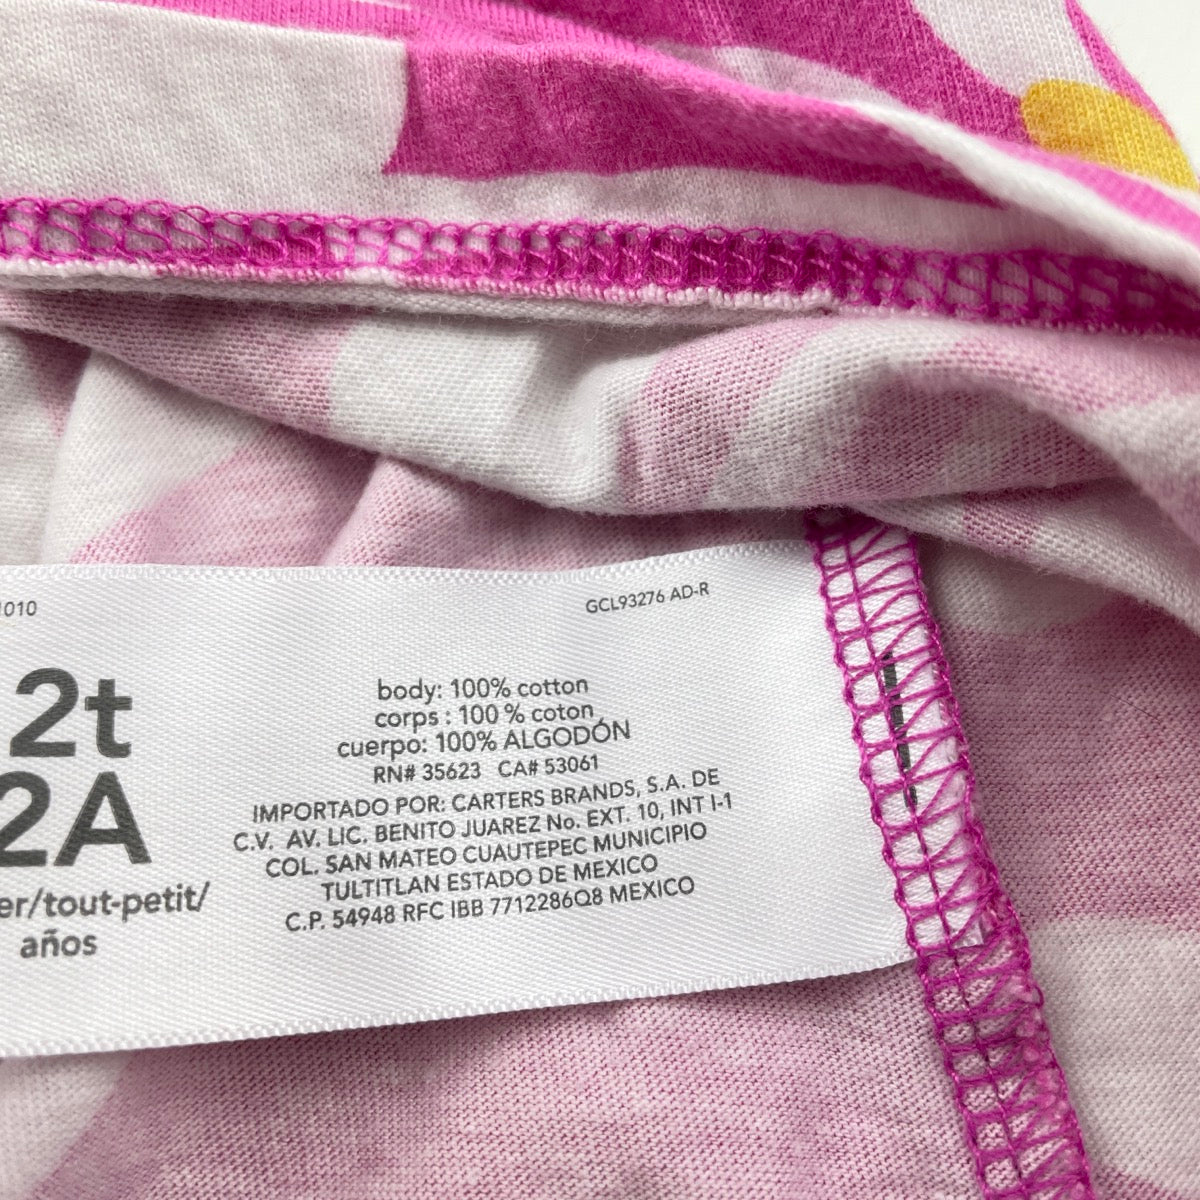 1010
GCL93276 AD-R
2t
2A
er/tout-petit/
años
body: 100% cotton
corps : 100 % coton
cuerpo: 100% ALGODÓN
RN# 35623 CA# 53061
IMPORTADO POR: CARTERS BRANDS, S.A. DE
C.V. AV. LIC. BENITO JUAREZ No. EXT. 10, INT I-1
COL. SAN MATEO CUAUTEPEC MUNICIPIO
TULTITLAN ESTADO DE MEXICO
C.P. 54948 RFC IBB 7712286Q8 MEXICO